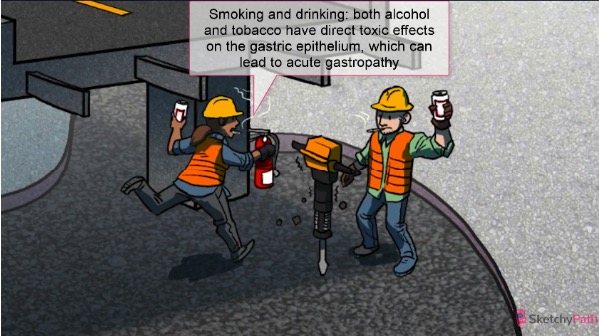 Smoking and drinking: both alcohol
and tobacco have direct toxic effects
on the gastric epithelium, which can
lead to acute gastropathy
SketchyPath